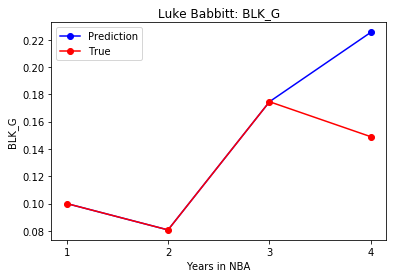 Luke Babbitt: BLK_G
Prediction
True
0.22
0.20
0.18
0.16
0.14
0.12
0.10
0.08
BLK_G
1 2 3 4
Years in NBA